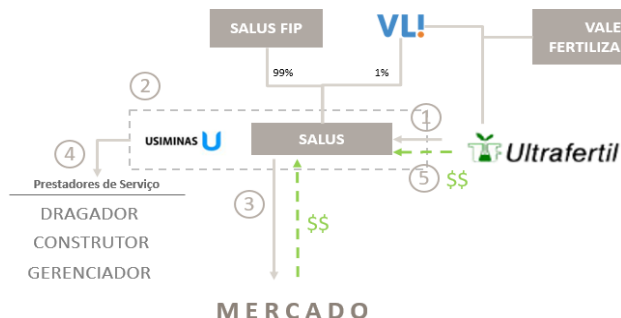 SALUS FIP
VLI
VALE
FERTILIZA
99%
1%
2
1
USIMINAS
SALUS
Ultrafertil
4
5
$$
Prestadores de Serviço
3
$$
DRAGADOR
CONSTRUTOR
GERENCIADOR
MERCADO